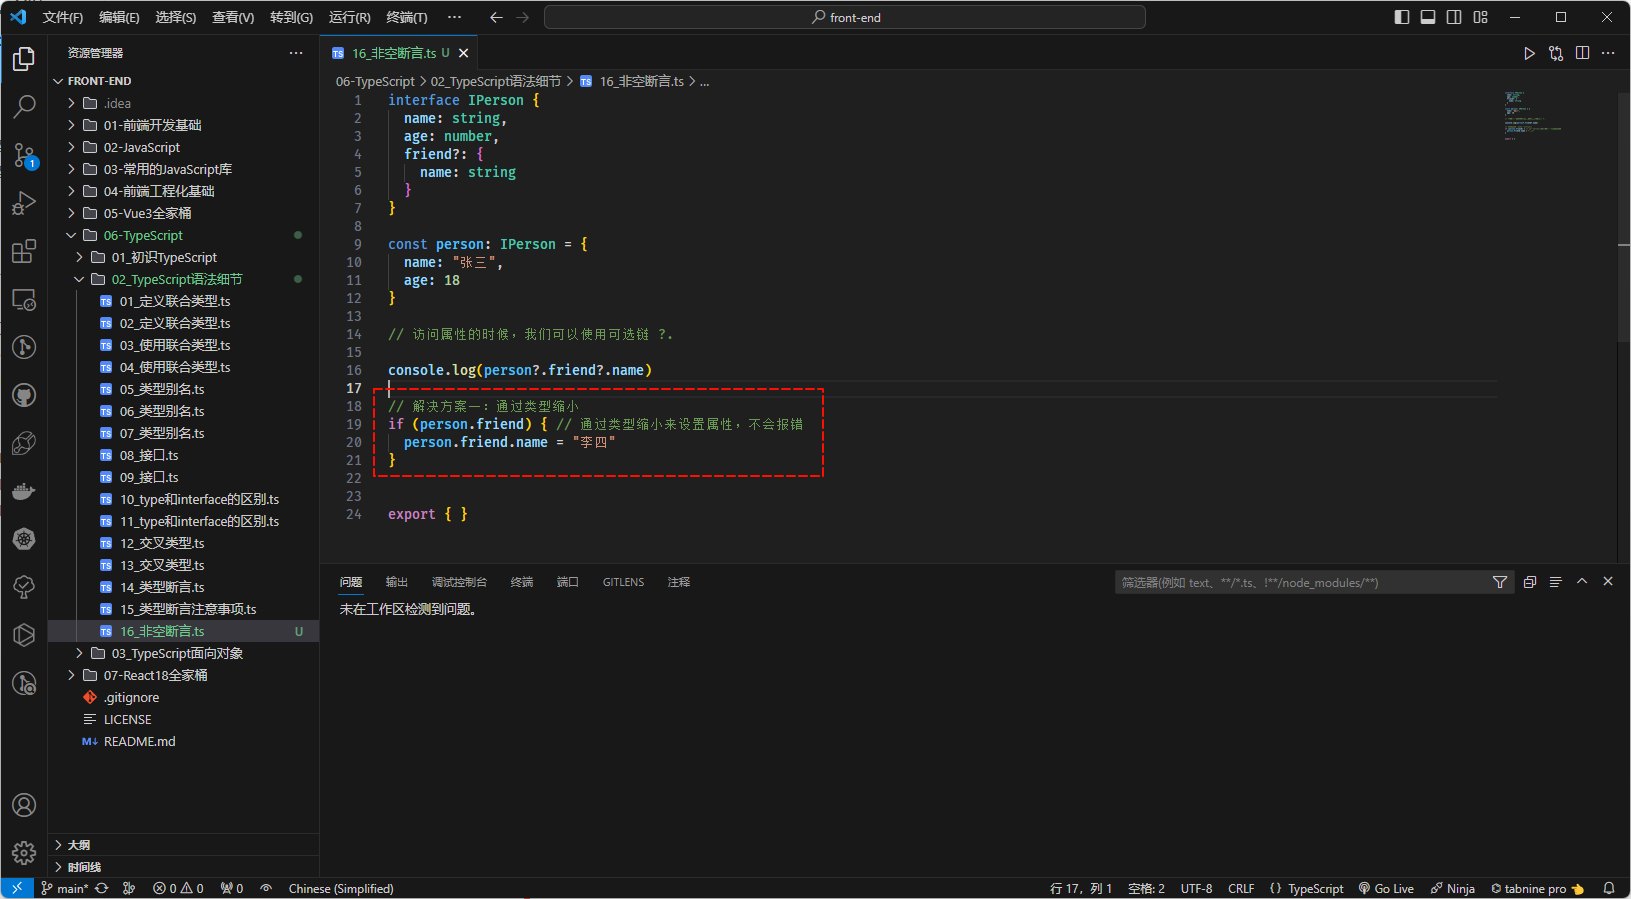 文件(F) 编辑(E) 选择(S) 查看(V) 转到(G) 运行(R) 终端(T) ··· front-end
资源管理器 ···
FRONT-END
.idea
01-前端开发基础
02-JavaScript
03-常用的JavaScript库
04-前端工程化基础
05-Vue3全家桶
06-TypeScript
01_初识TypeScript
02_TypeScript语法细节
TS 01_定义联合类型.ts
TS 02_定义联合类型.ts
TS 03_使用联合类型.ts
TS 04_使用联合类型.ts
TS 05_类型别名.ts
TS 06_类型别名.ts
TS 07_类型别名.ts
TS 08_接口.ts
TS 09_接口.ts
TS 10_type和interface的区别.ts
TS 11_type和interface的区别.ts
TS 12_交叉类型.ts
TS 13_交叉类型.ts
TS 14_类型断言.ts
TS 15_类型断言注意事项.ts
TS 16_非空断言.ts U
03_TypeScript面向对象
07-React18全家桶
.gitignore
LICENSE
M↓ README.md
大纲
时间线
1
TS 16_非空断言.ts U
06-TypeScript > 02_TypeScript语法细节 > TS 16_非空断言.ts > ...
1 interface IPerson {
2 name: string,
3 age: number,
4 friend?: {
5 name: string
6 }
7 }
8
9 const person: IPerson = {
10 name: "张三",
11 age: 18
12 }
13
14 // 访问属性的时候，我们可以使用可选链 ?.
15
16 console.log(person?.friend?.name)
17
18 // 解决方案一：通过类型缩小
19 if (person.friend) { // 通过类型缩小来设置属性，不会报错
20 person.friend.name = "李四"
21 }
22
23
24 export { }
问题 输出 调试控制台 终端 端口 GITLENS 注释 筛选器(例如 text、**/*.ts、!**/node_modules/**)
未在工作区检测到问题。
main* 0 0 0 Chinese (Simplified) 行 17，列 1 空格: 2 UTF-8 CRLF { } TypeScript Go Live Ninja tabnine pro